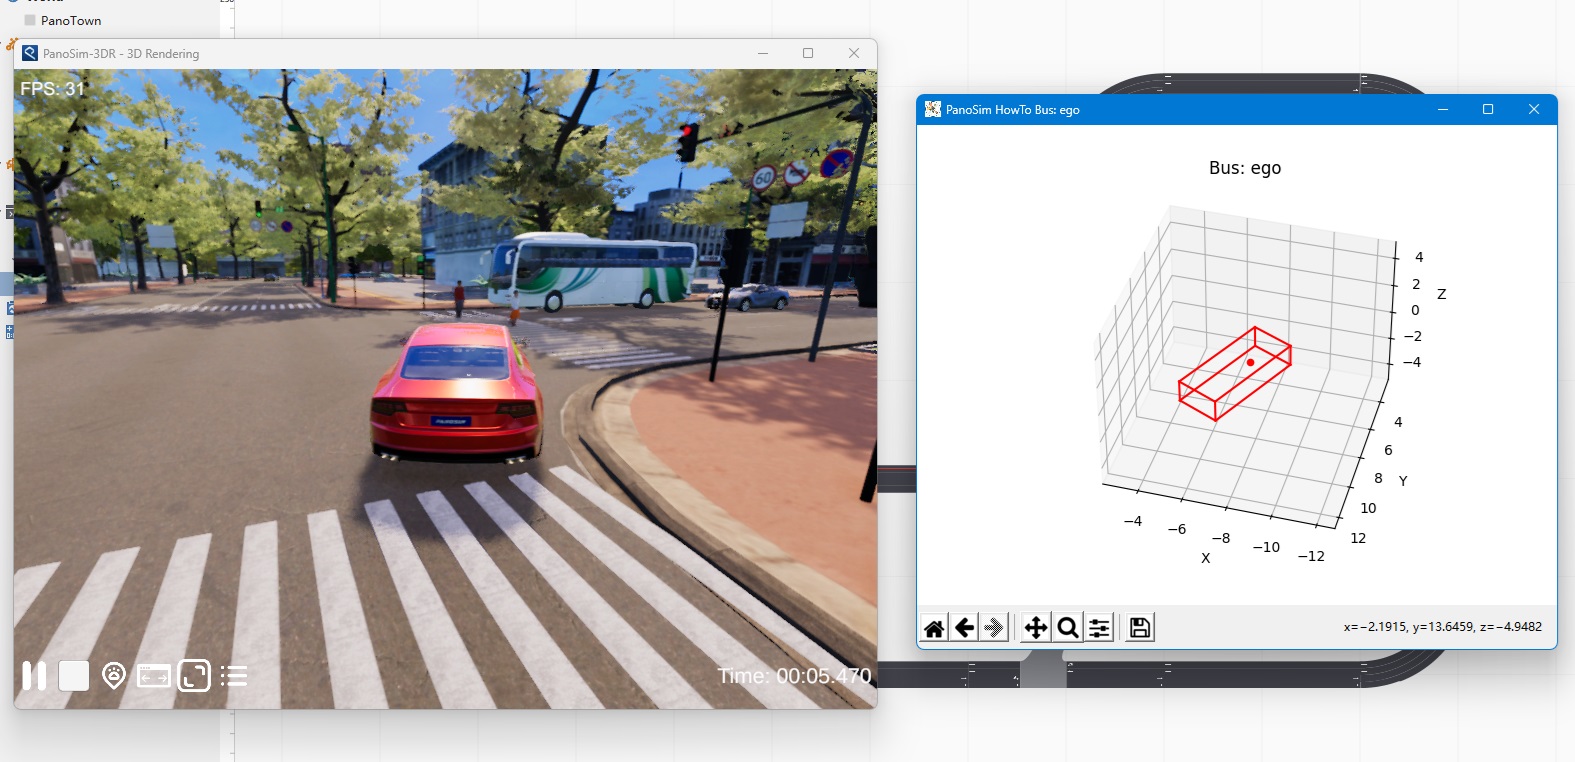 PanoTown
PanoSim-3DR - 3D Rendering
FPS: 31
60
PANOSIM
Time: 00:05.470
PanoSim HowTo Bus: ego
Bus: ego
4
2
0
−2
−4
Z
4
6
8
10
12
Y
−4
−6
−8
−10
−12
X
x=−2.1915, y=13.6459, z=−4.9482